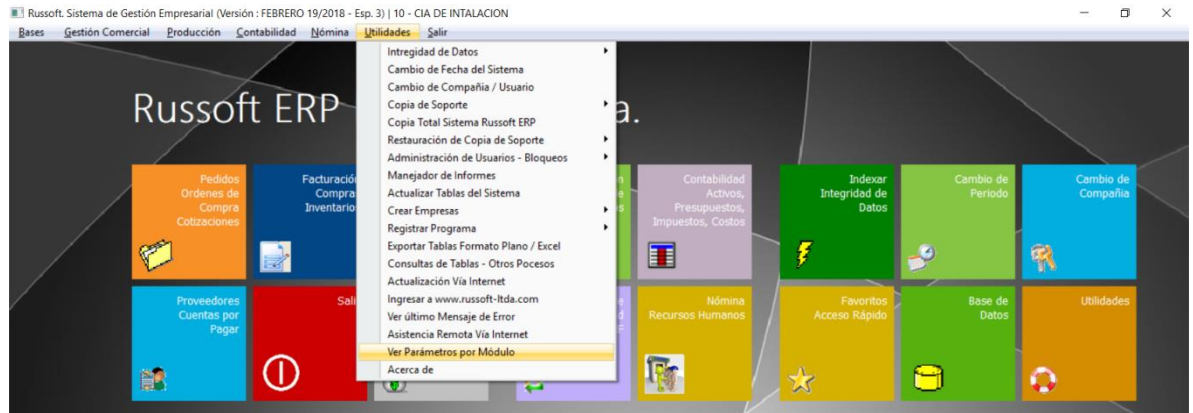 Russoft. Sistema de Gestión Empresarial (Versión : FEBRERO 19/2018 - Esp. 3) | 10 - CIA DE INTALACION
Bases Gestión Comercial Producción Contabilidad Nómina Utilidades Salir
Intregidad de Datos
Cambio de Fecha del Sistema
Cambio de Compañia / Usuario
Copia de Soporte
Copia Total Sistema Russoft ERP
Restauración de Copia de Soporte
Administración de Usuarios - Bloqueos
Manejador de Informes
Actualizar Tablas del Sistema
Crear Empresas
Registrar Programa
Exportar Tablas Formato Plano / Excel
Consultas de Tablas - Otros Pocesos
Actualización Vía Internet
Ingresar a www.russoft-ltda.com
Ver último Mensaje de Error
Asistencia Remota Vía Internet
Ver Parámetros por Módulo
Acerca de
Russoft ERP
a.
Pedidos
Ordenes de
Compra
Cotizaciones
Facturación
Compra
Inventario
Contabilidad
Activos,
Presupuestos,
Impuestos, Costos
Indexar
Integridad de
Datos
Cambio de
Periodo
Cambio de
Compañia
Proveedores
Cuentas por
Pagar
Sali
Nómina
Recursos Humanos
Favoritos
Acceso Rápido
Base de
Datos
Utilidades